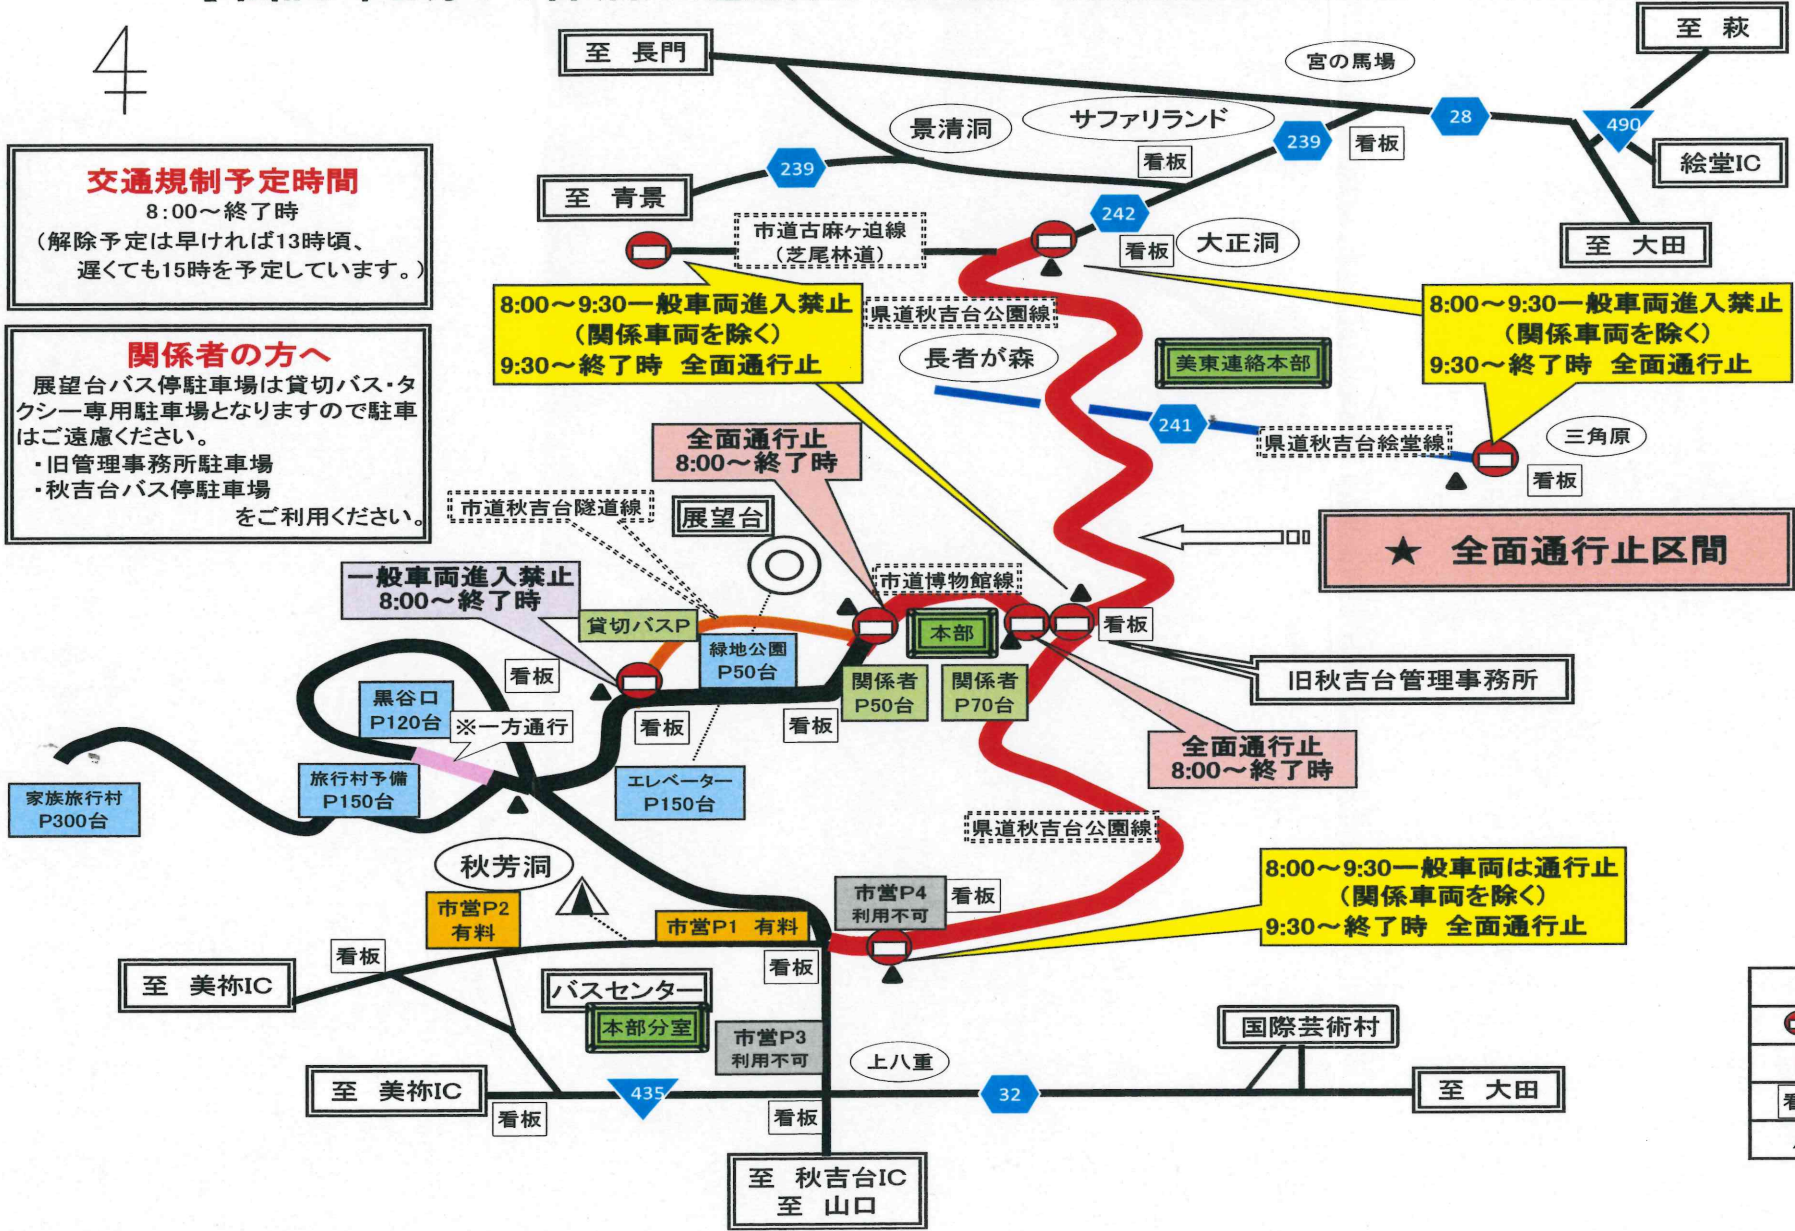 4
至 長門
至 萩
宮の馬場
景清洞
サファリランド
看板
239
239
看板
28
490
絵堂IC
至 青景
242
看板
大正洞
至 大田
交通規制予定時間
8:00～終了時
(解除予定は早ければ13時頃、
遅くても15時を予定しています。)
市道古麻ヶ迫線
(芝尾林道)
8:00～9:30一般車両進入禁止
(関係車両を除く)
9:30～終了時 全面通行止
県道秋吉台公園線
長者が森
美東連絡本部
8:00～9:30一般車両進入禁止
(関係車両を除く)
9:30～終了時 全面通行止
関係者の方へ
展望台バス停駐車場は貸切バス・タ
クシー専用駐車場となりますので駐車
はご遠慮ください。
・旧管理事務所駐車場
・秋吉台バス停駐車場
をご利用ください。
241
県道秋吉台絵堂線
三角原
看板
全面通行止
8:00～終了時
市道秋吉台隧道線
展望台
★ 全面通行止区間
一般車両進入禁止
8:00～終了時
市道博物館線
貸切バスP
本部
看板
緑地公園
P50台
看板
関係者
P50台
関係者
P70台
旧秋吉台管理事務所
黒谷口
P120台
※一方通行
看板
看板
全面通行止
8:00～終了時
家族旅行村
P300台
旅行村予備
P150台
エレベーター
P150台
県道秋吉台公園線
秋芳洞
8:00～9:30一般車両は通行止
(関係車両を除く)
9:30～終了時 全面通行止
市営P2
有料
市営P1 有料
市営P4
利用不可
看板
看板
看板
至 美祢IC
バスセンター
本部分室
市営P3
利用不可
上八重
国際芸術村
至 美祢IC
看板
435
看板
32
至 大田
至 秋吉台IC
至 山口